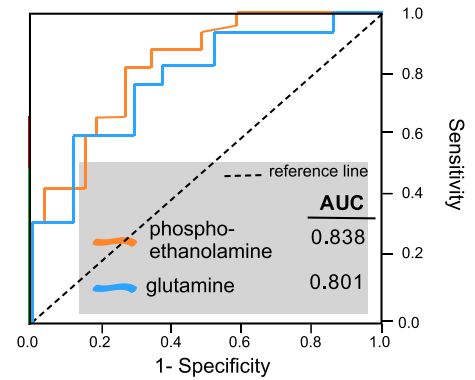 1.0
0.8
0.6
0.4
0.2
0.0
Sensitivity
reference line
AUC
phospho-
ethanolamine
0.838
glutamine
0.801
0.0
0.2
0.4
0.6
0.8
1.0
1- Specificity